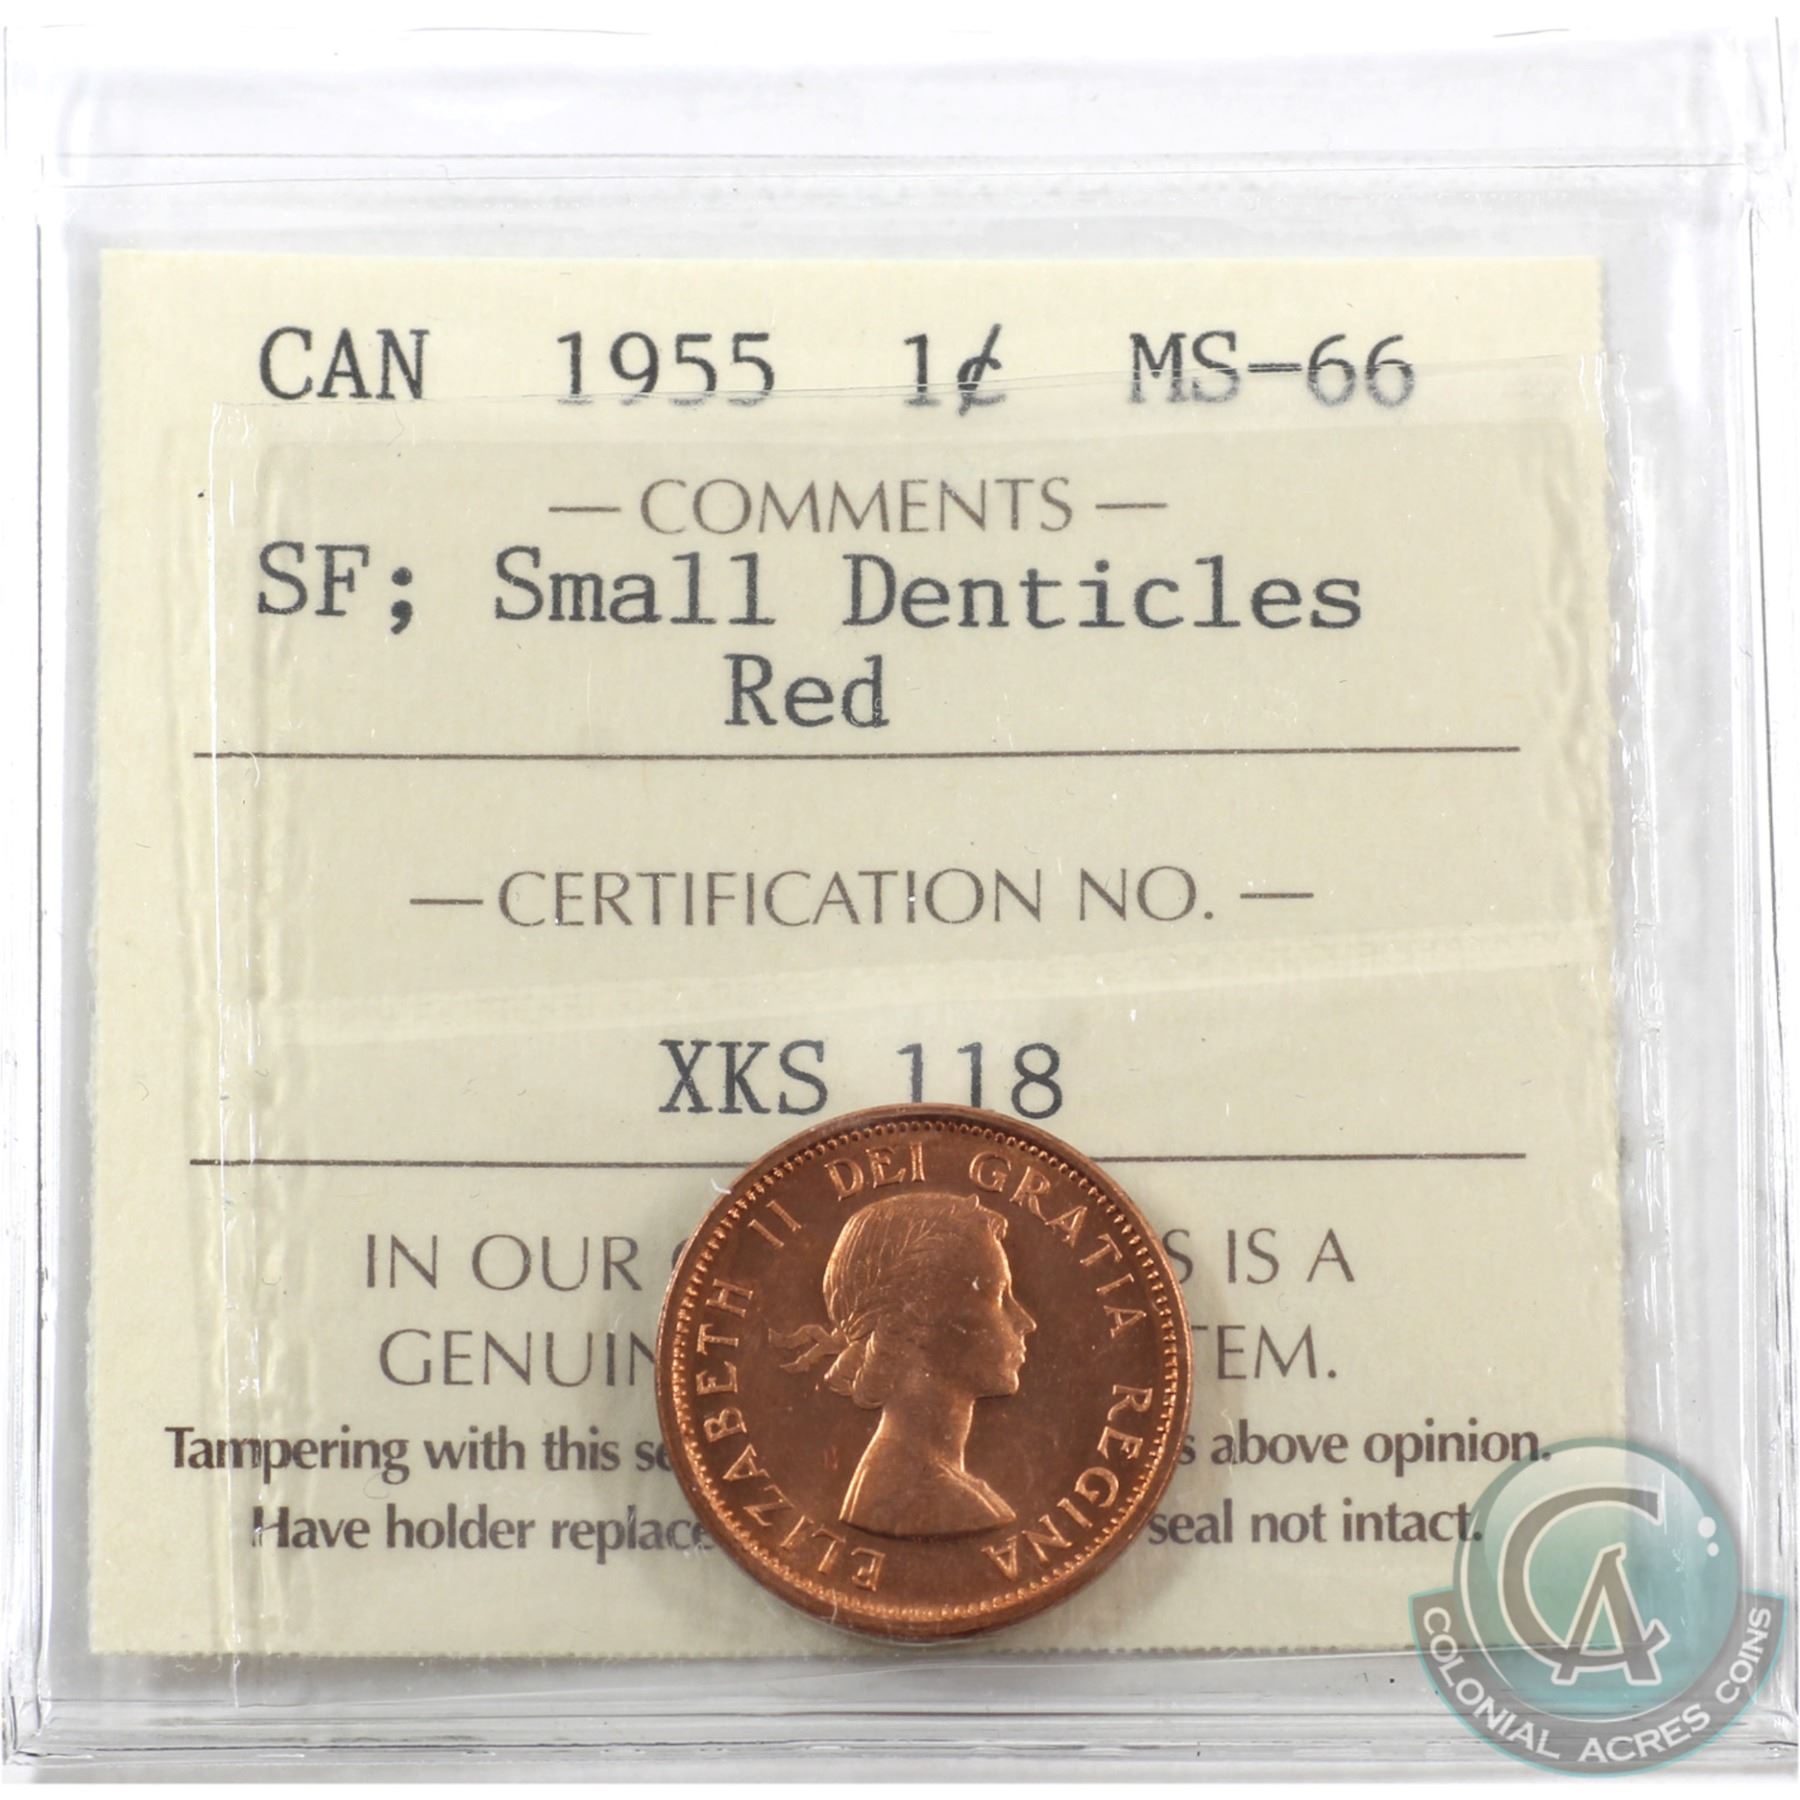 CAN 1955 1¢ MS-66
— COMMENTS —
SF; Small Denticles
Red
— CERTIFICATION NO. —
XKS 118
IN OUR S IS A
GENUIN TEM.
Tampering with this se s above opinion.
Have holder replace seal not intact.
ELIZABETH II DEI GRATIA REGINA
CA
COLONIAL ACRES COINS